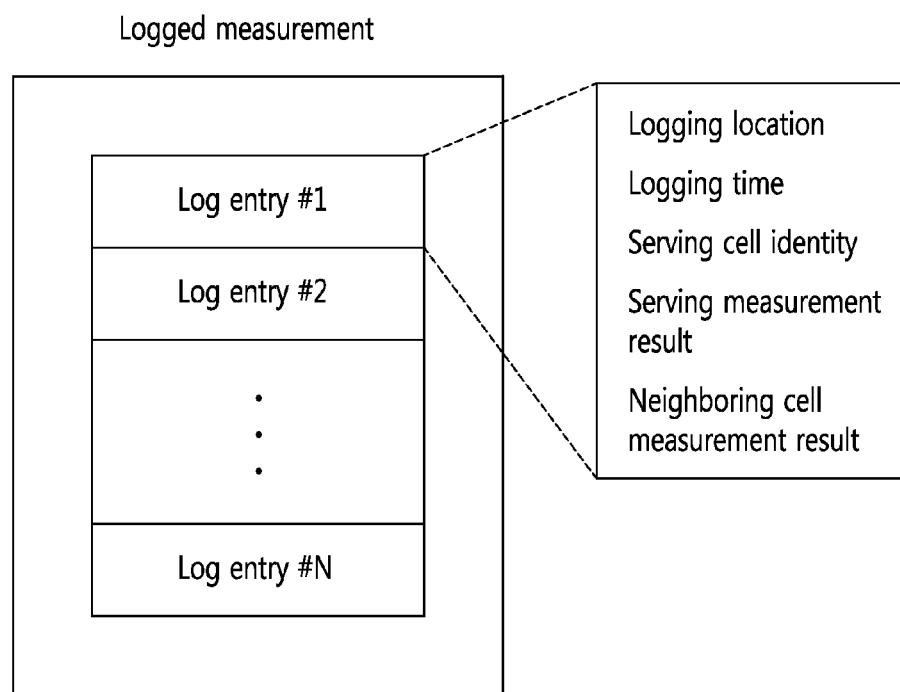 Logged measurement
Log entry #1
Log entry #2
Log entry #N
Logging location
Logging time
Serving cell identity
Serving measurement
result
Neighboring cell
measurement result